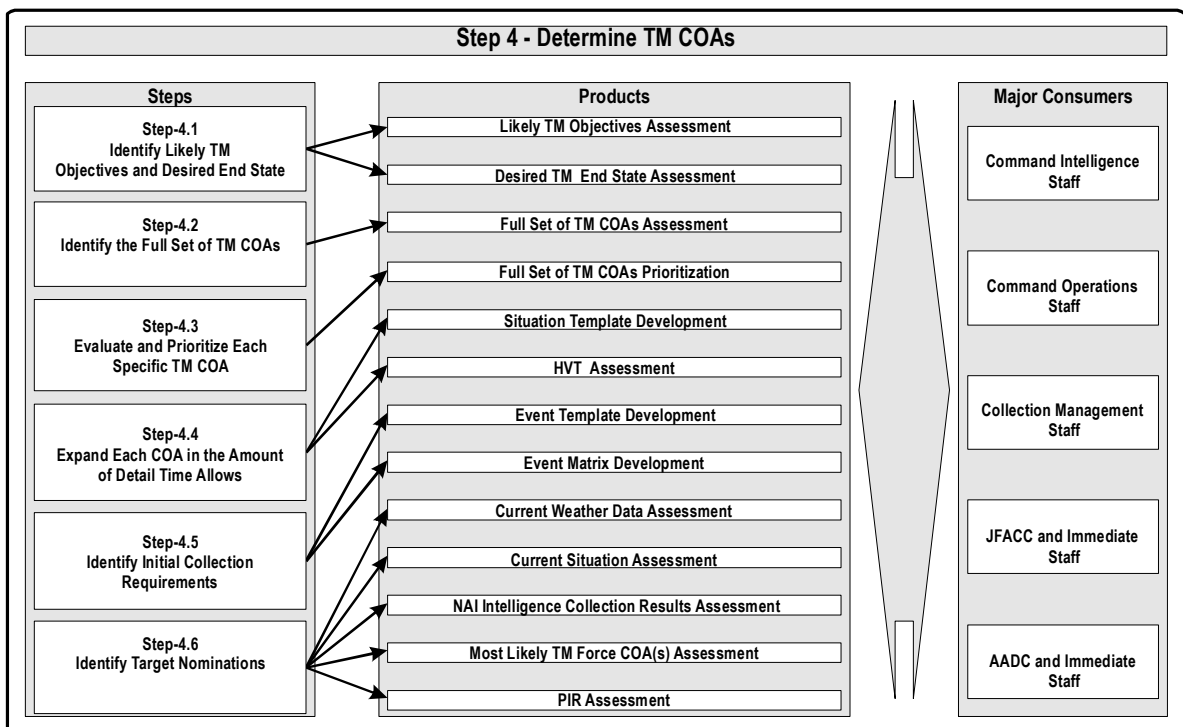 Step 4 - Determine TM COAs
Steps
Step-4.1
Identify Likely TM
Objectives and Desired End State
Step-4.2
Identify the Full Set of TM COAs
Step-4.3
Evaluate and Prioritize Each
Specific TM COA
Step-4.4
Expand Each COA in the Amount
of Detail Time Allows
Step-4.5
Identify Initial Collection
Requirements
Step-4.6
Identify Target Nominations
Products
Likely TM Objectives Assessment
Desired TM End State Assessment
Full Set of TM COAs Assessment
Full Set of TM COAs Prioritization
Situation Template Development
HVT Assessment
Event Template Development
Event Matrix Development
Current Weather Data Assessment
Current Situation Assessment
NAI Intelligence Collection Results Assessment
Most Likely TM Force COA(s) Assessment
PIR Assessment
Major Consumers
Command Intelligence
Staff
Command Operations
Staff
Collection Management
Staff
JFACC and Immediate
Staff
AADC and Immediate
Staff